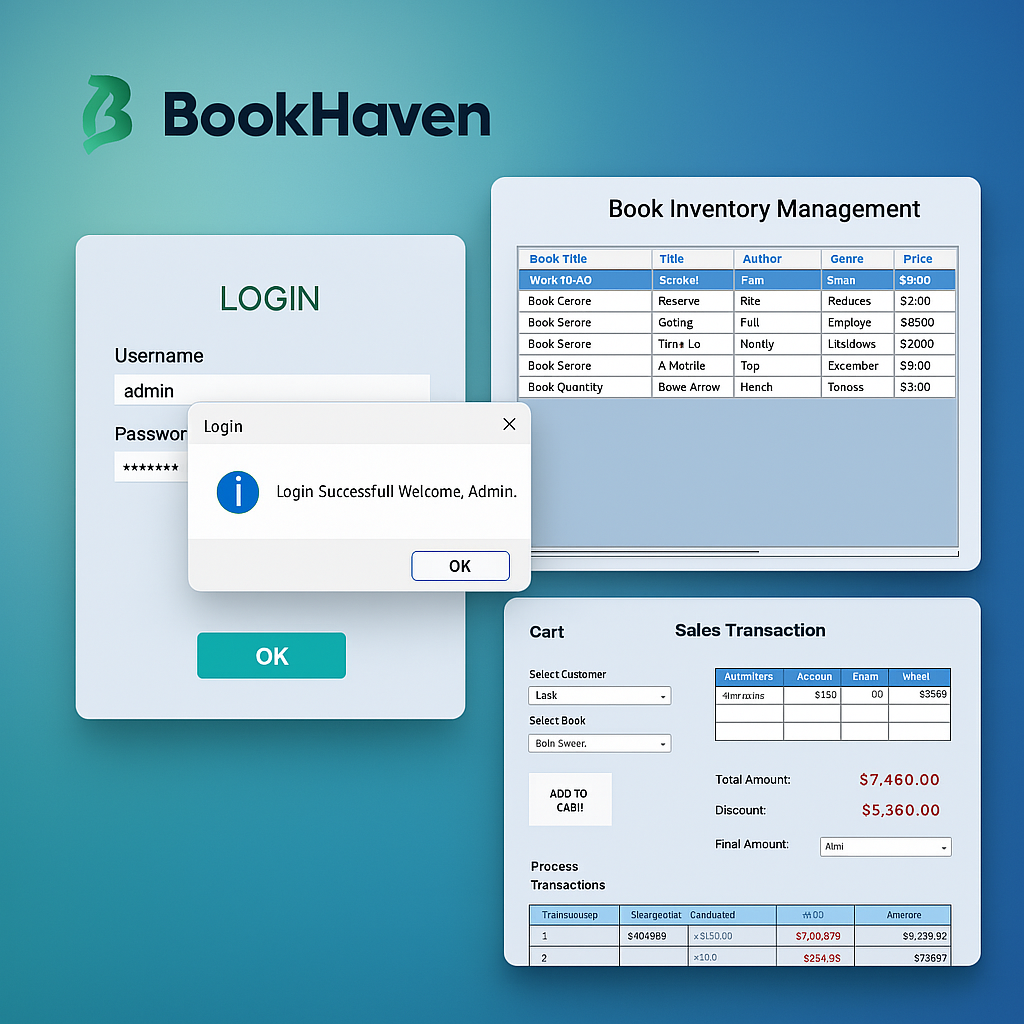 BookHaven
LOGIN
Username
admin
Passwor
*******
Login
Login Successfull Welcome, Admin.
OK
OK
Book Inventory Management
Book Title Title Author Genre Price
Work 10-AO Scroke! Fam Sman $9:00
Book Cerore Reserve Rite Reduces $2:00
Book Serore Goting Full Employe $8500
Book Serore Lo Nontly Litsldows $2000
Book Serore A Motrile Top Excember $9:00
Book Quantity Bowe Arrow Hench Tonoss $3:00
Cart
Sales Transaction
Select Customer
Lask
Select Book
Boln Sweer.
ADD TO
CABI!
Autmiters Accoun Enam Wheel
$150 00 $3569
Total Amount: $7,460.00
Discount: $5,360.00
Final Amount: Almi
Process
Transactions
Trainsuousep Sleargeotiat Canduated Amerore
1 $404989 x$L50.00 $7,00,879 $9,239.92
2 ×10.0 $254,9S $73697